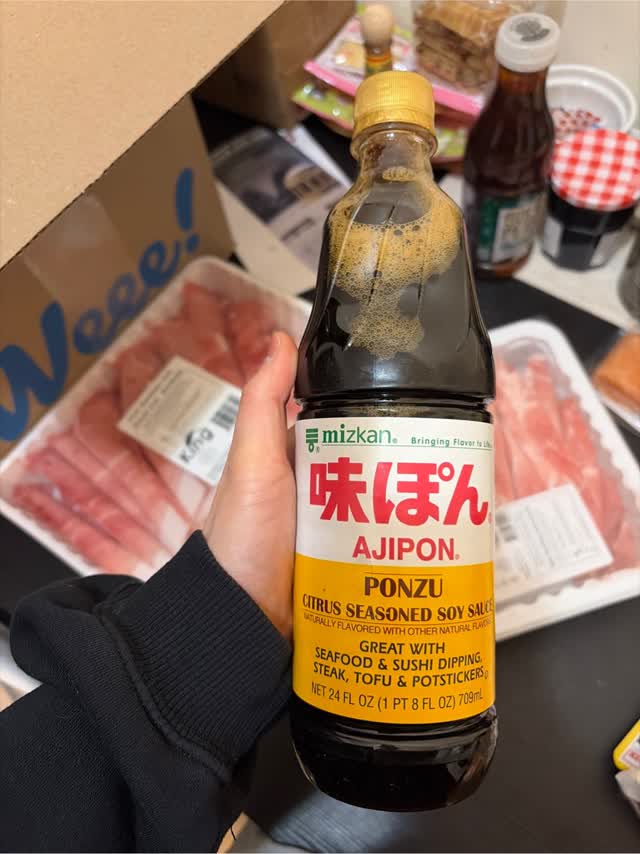 Weee!
King
mizkan® Bringing Flavor to Life
味ぽん®
AJIPON®
PONZU
CITRUS SEASONED SOY SAUCE
NATURALLY FLAVORED WITH OTHER NATURAL FLAVORS
GREAT WITH
SEAFOOD & SUSHI DIPPING,
STEAK, TOFU & POTSTICKERS
NET 24 FL OZ (1 PT 8 FL OZ) 709mL